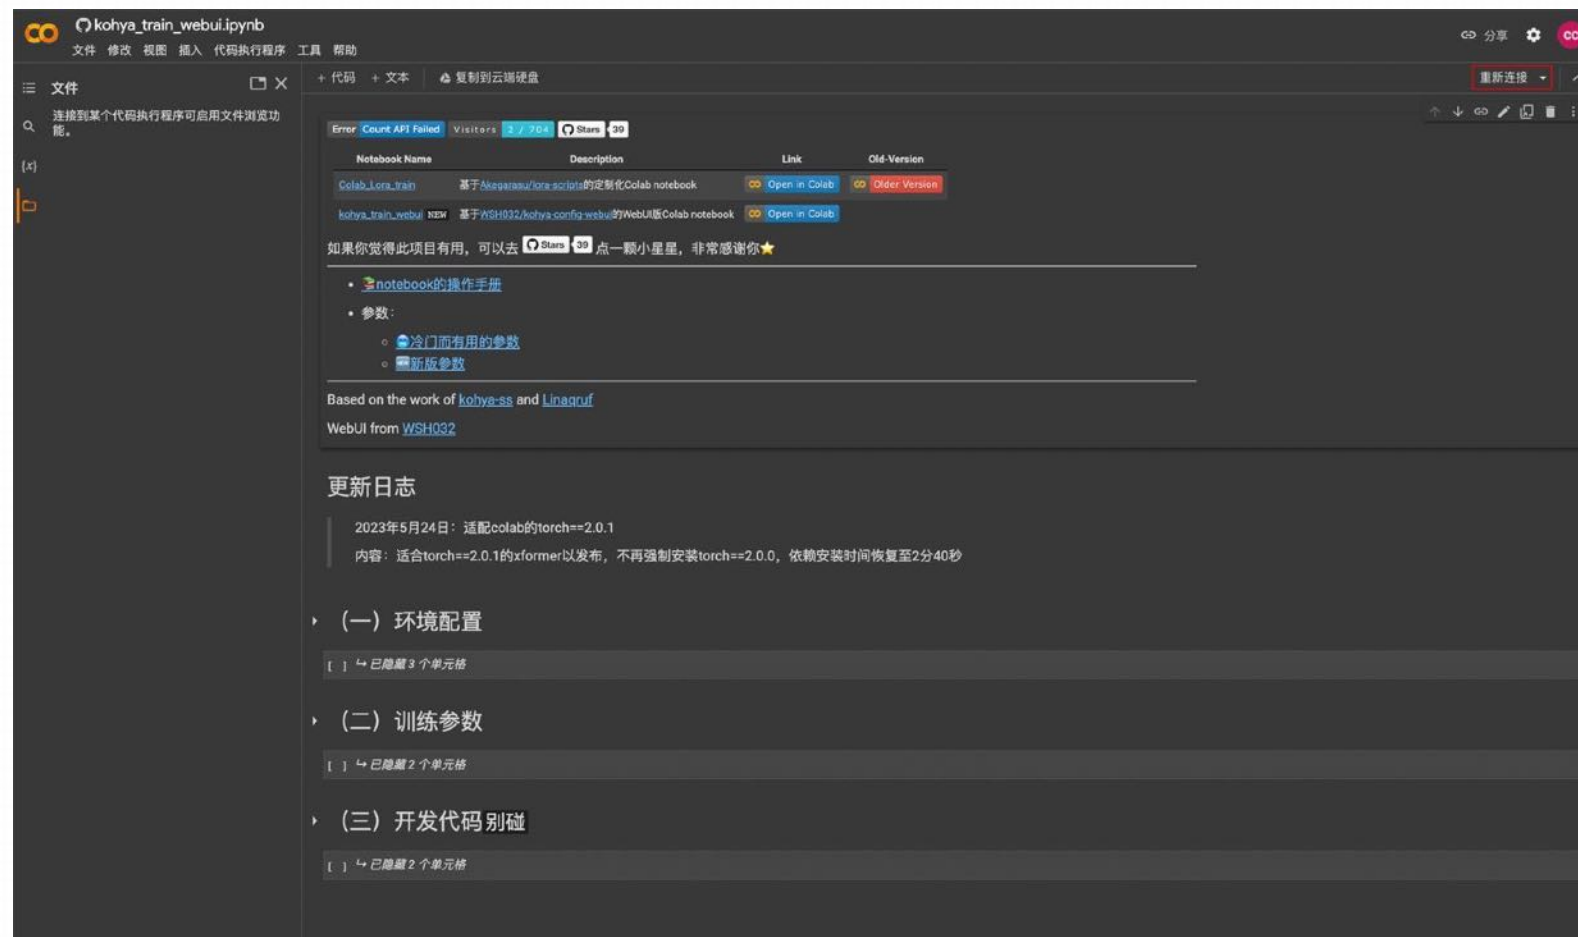 kohya_train_webui.ipynb
文件 修改 视图 插入 代码执行程序 工具 帮助
分享
文件
+ 代码 + 文本 复制到云端硬盘
重新连接
连接到某个代码执行程序可启用文件浏览功
能。
{x}
Error Count API Failed Visitors 2 / 704 Stars 39
Notebook Name Description Link Old-Version
Colab_Lora_train 基于Akegarasu/lora-scripts的定制化Colab notebook Open in Colab Older Version
kohya_train_webui NEW 基于WSH032/kohya-config-webui的WebUI版Colab notebook Open in Colab
如果你觉得此项目有用，可以去 Stars 39 点一颗小星星，非常感谢你⭐
• notebook的操作手册
• 参数：
◦ 冷门而有用的参数
◦ 新版参数
Based on the work of kohya-ss and Linaqruf
WebUI from WSH032
更新日志
2023年5月24日：适配colab的torch==2.0.1
内容：适合torch==2.0.1的xformer以发布，不再强制安装torch==2.0.0，依赖安装时间恢复至2分40秒
（一）环境配置
[ ] ↪ 已隐藏 3 个单元格
（二）训练参数
[ ] ↪ 已隐藏 2 个单元格
（三）开发代码别碰
[ ] ↪ 已隐藏 2 个单元格